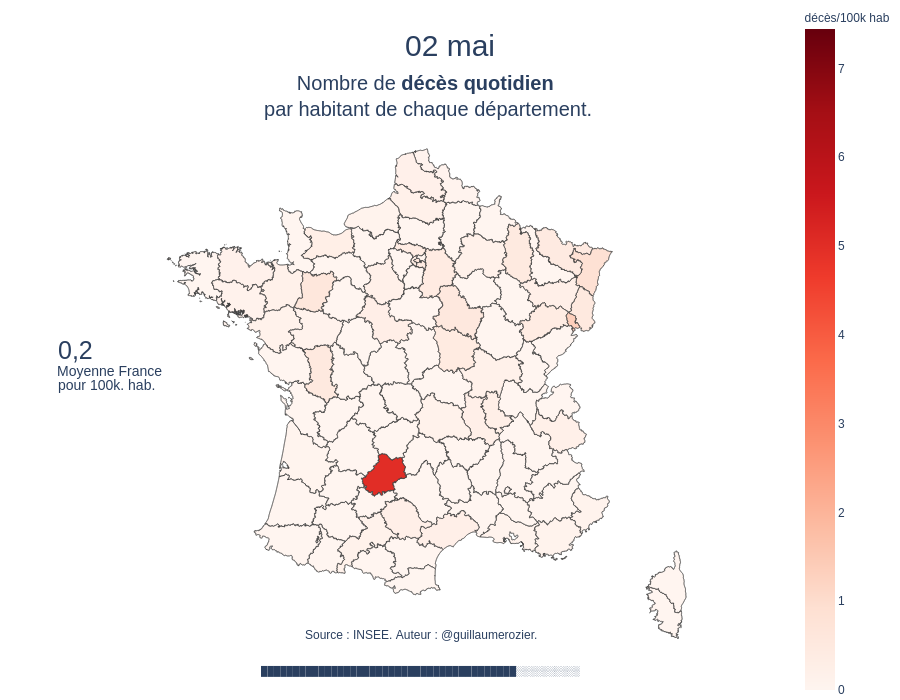 02 mai
Nombre de décès quotidien
par habitant de chaque département.
décès/100k hab
7
6
5
4
3
2
1
0
0,2
Moyenne France
pour 100k. hab.
Source : INSEE. Auteur : @guillaumerozier.